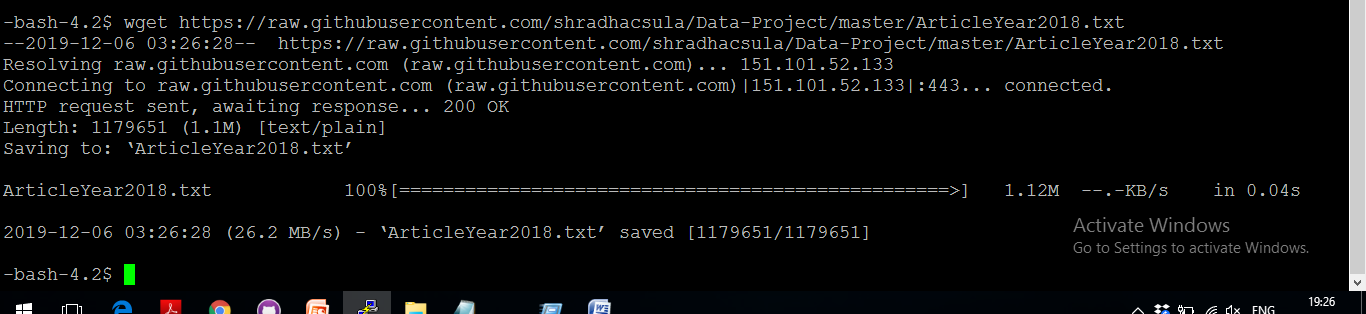 -bash-4.2$ wget https://raw.githubusercontent.com/shradhacsula/Data-Project/master/ArticleYear2018.txt
--2019-12-06 03:26:28--  https://raw.githubusercontent.com/shradhacsula/Data-Project/master/ArticleYear2018.txt
Resolving raw.githubusercontent.com (raw.githubusercontent.com)... 151.101.52.133
Connecting to raw.githubusercontent.com (raw.githubusercontent.com)|151.101.52.133|:443... connected.
HTTP request sent, awaiting response... 200 OK
Length: 1179651 (1.1M) [text/plain]
Saving to: ‘ArticleYear2018.txt’
ArticleYear2018.txt            100%[==================================================>]   1.12M  --.-KB/s    in 0.04s
2019-12-06 03:26:28 (26.2 MB/s) - ‘ArticleYear2018.txt’ saved [1179651/1179651]
Activate Windows
Go to Settings to activate Windows.
-bash-4.2$
19:26
ENG